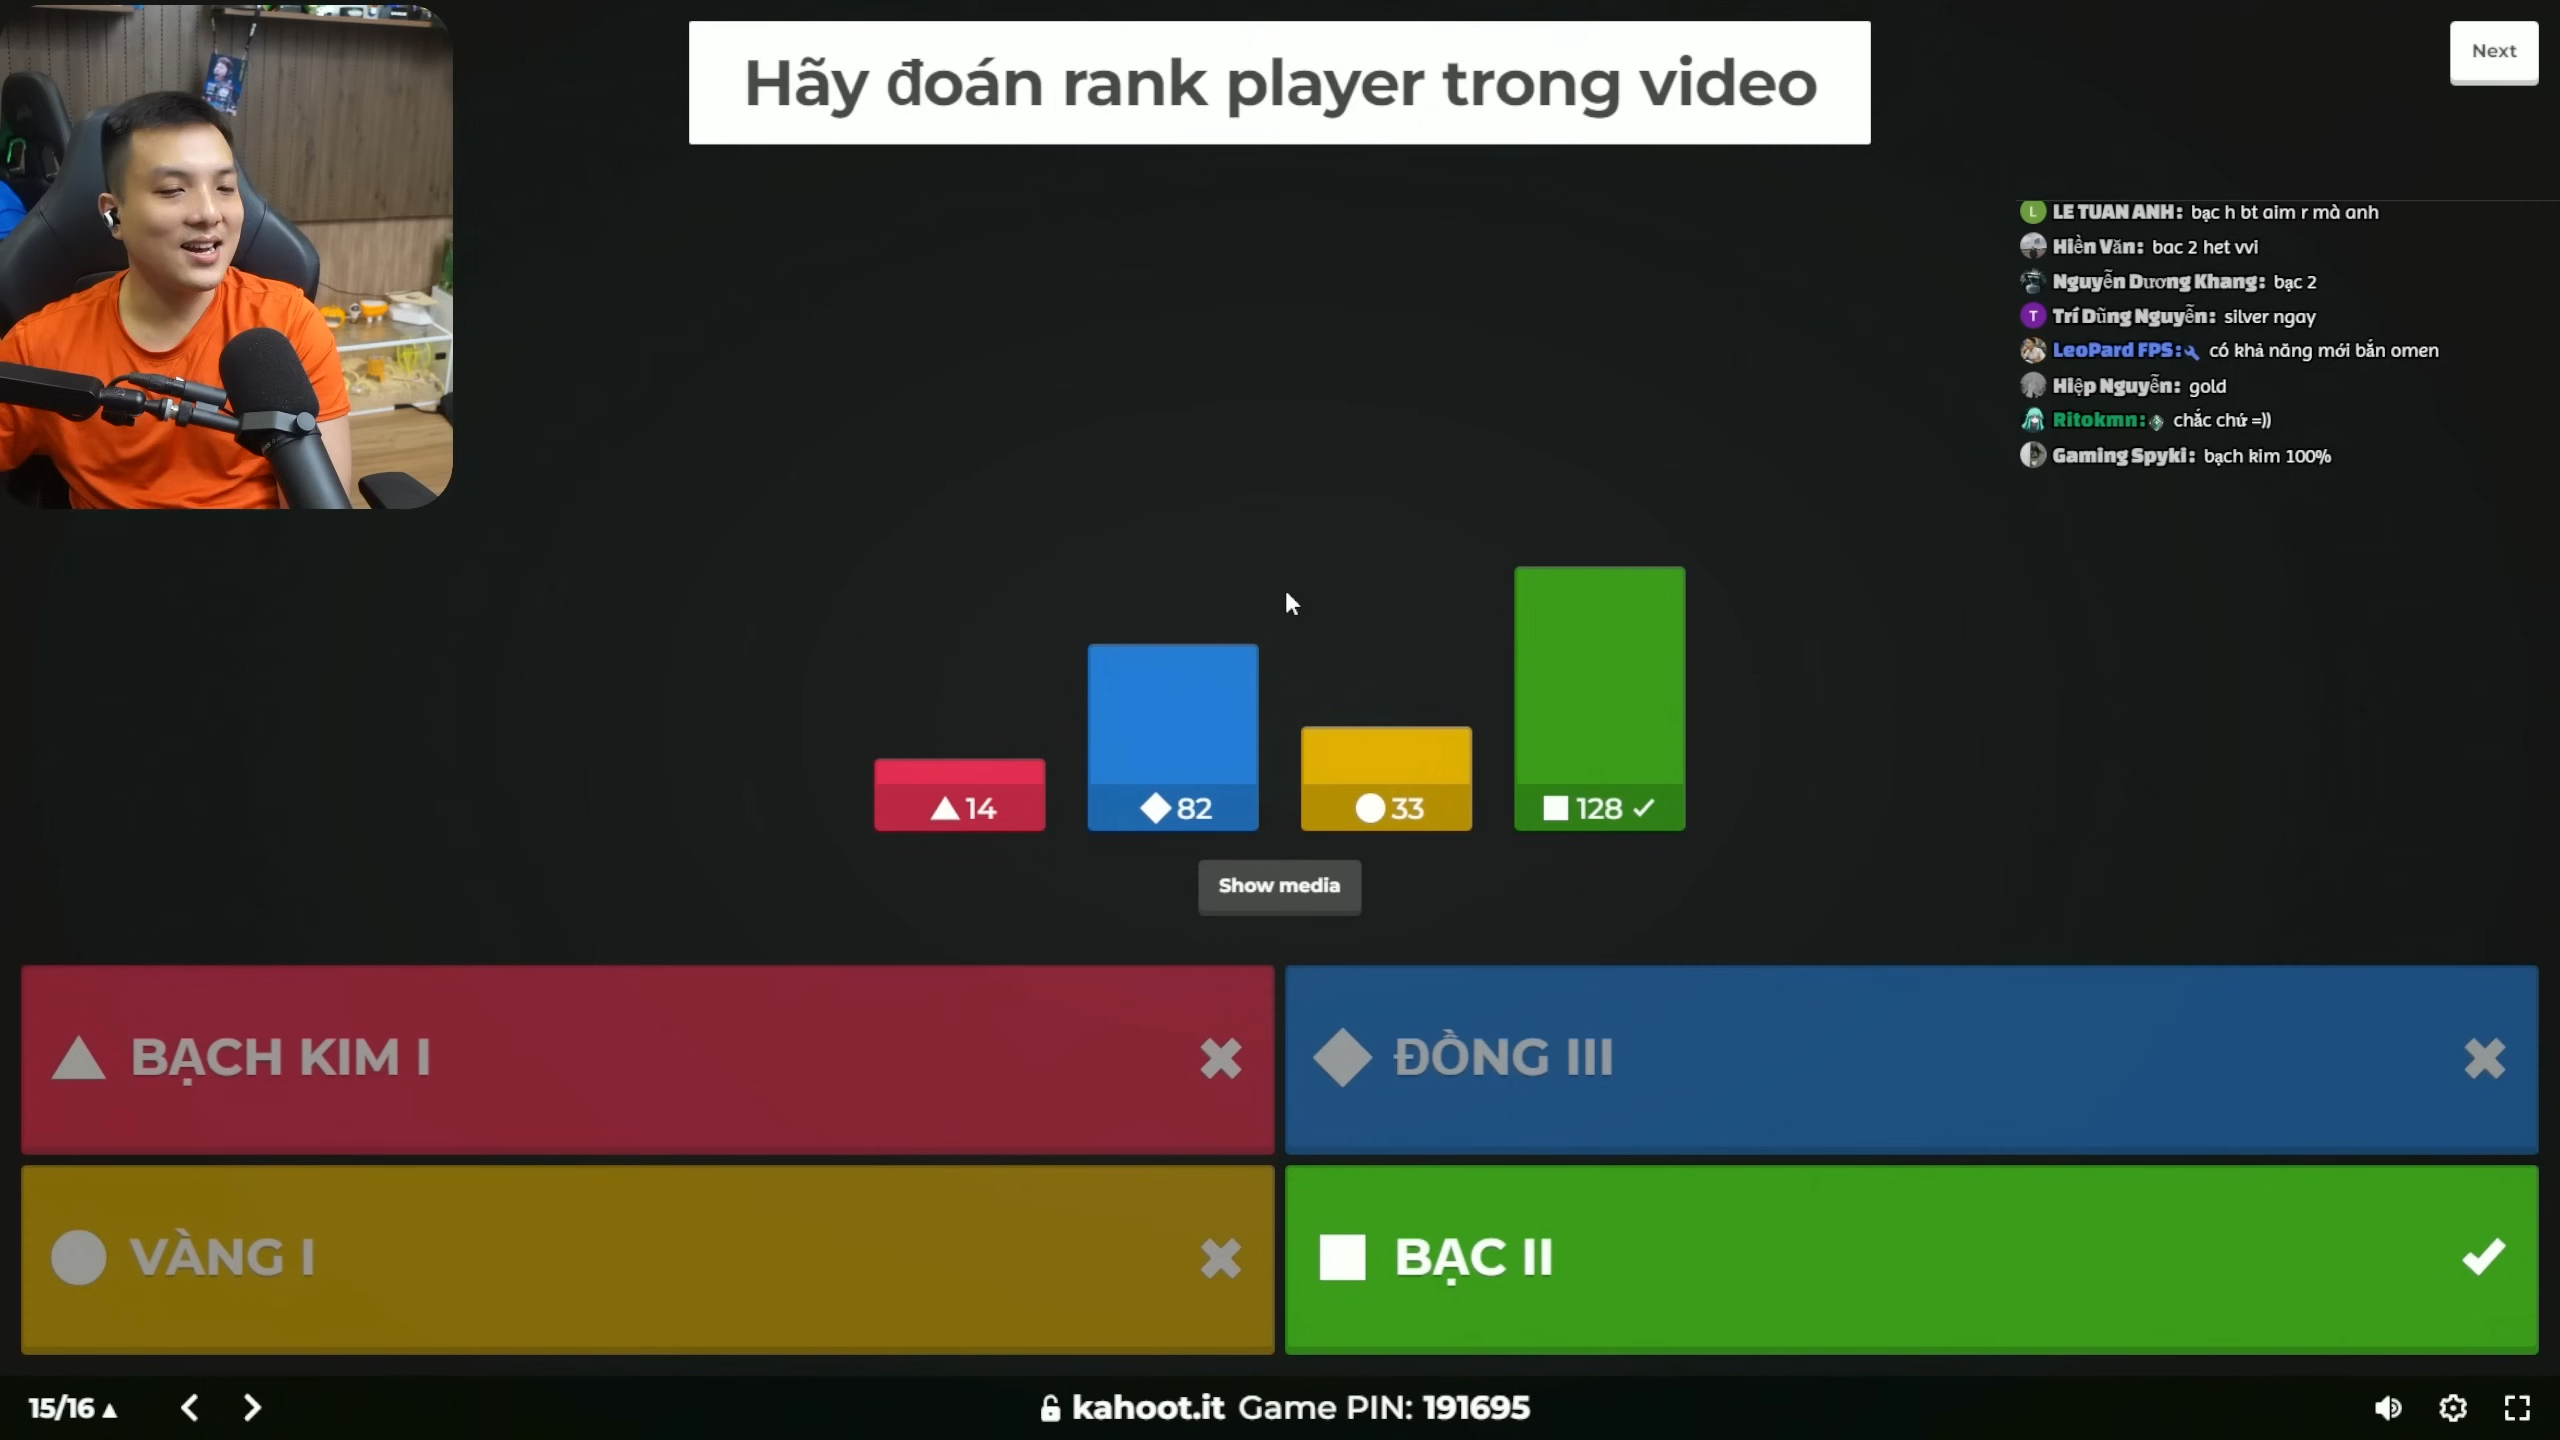 Hãy đoán rank player trong video
Next
LE TUAN ANH: bạc h bt aim r mà anh
Hiền Văn: bac 2 het vvi
Nguyễn Dương Khang: bạc 2
Trí Dũng Nguyễn: silver ngay
LeoPard FPS: có khả năng mới bắn omen
Hiệp Nguyễn: gold
Ritokmn: chắc chứ =))
Gaming Spyki: bạch kim 100%
14
82
33
128
Show media
BẠCH KIM I
ĐỒNG III
VÀNG I
BẠC II
15/16
kahoot.it Game PIN: 191695